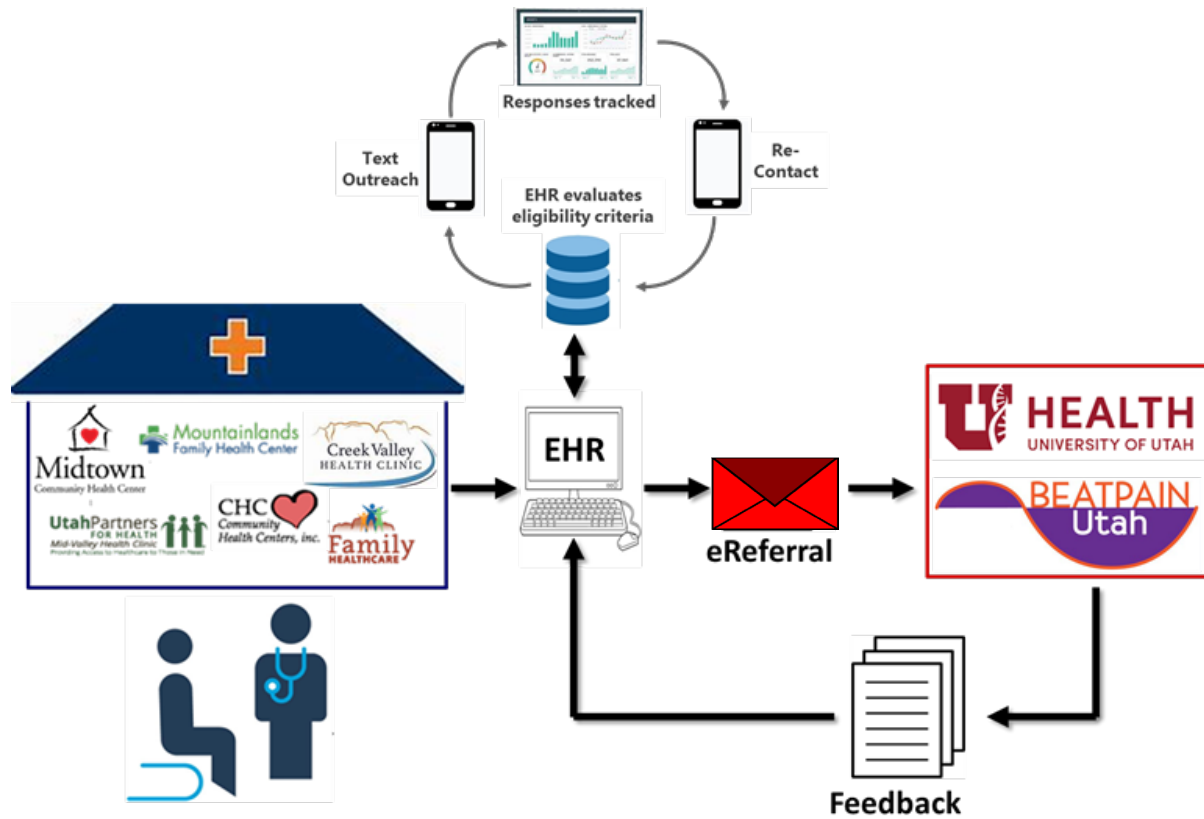 Responses tracked
Text
Outreach
Re-
Contact
EHR evaluates
eligibility criteria
Midtown
Community Health Center
Mountainlands
Family Health Center
Creek Valley
HEALTH CLINIC
UtahPartners
FOR HEALTH
Mid-Valley Health Clinic
Providing Access to Healthcare to Those in Need
CHC
Community
Health Centers, inc.
Family
HEALTHCARE
EHR
eReferral
U HEALTH
UNIVERSITY OF UTAH
BEATPAIN
Utah
Feedback